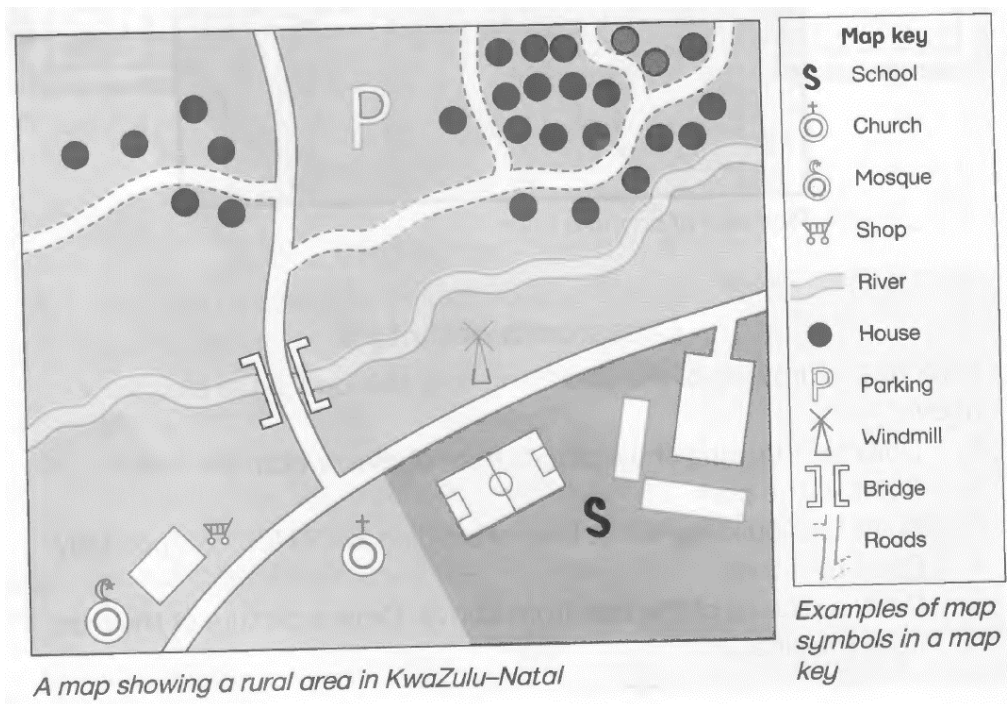 P
S
A map showing a rural area in KwaZulu–Natal
Map key
S School
Church
Mosque
Shop
River
House
P Parking
Windmill
Bridge
Roads
Examples of map
symbols in a map
key